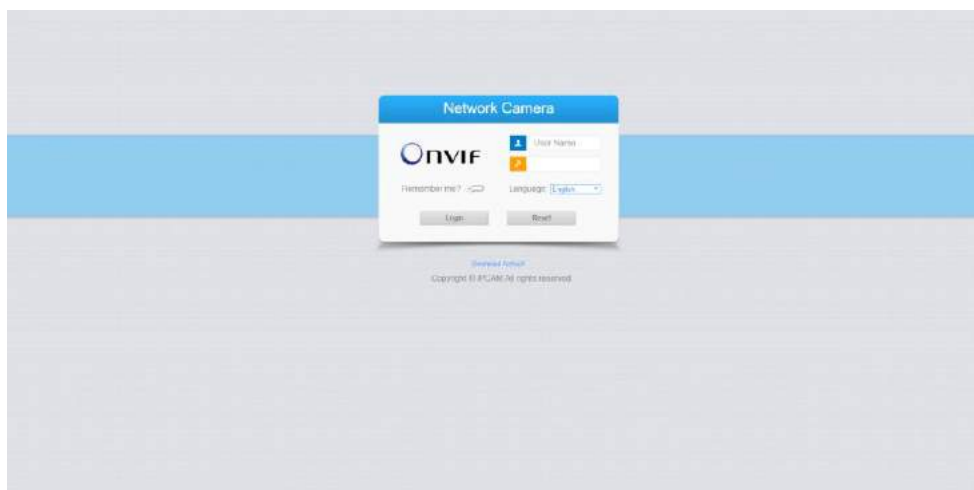 Network Camera
ONVIF
User Name
Remember me?
Language: English
Login Reset
Download ActiveX
Copyright © IPCAM All rights reserved